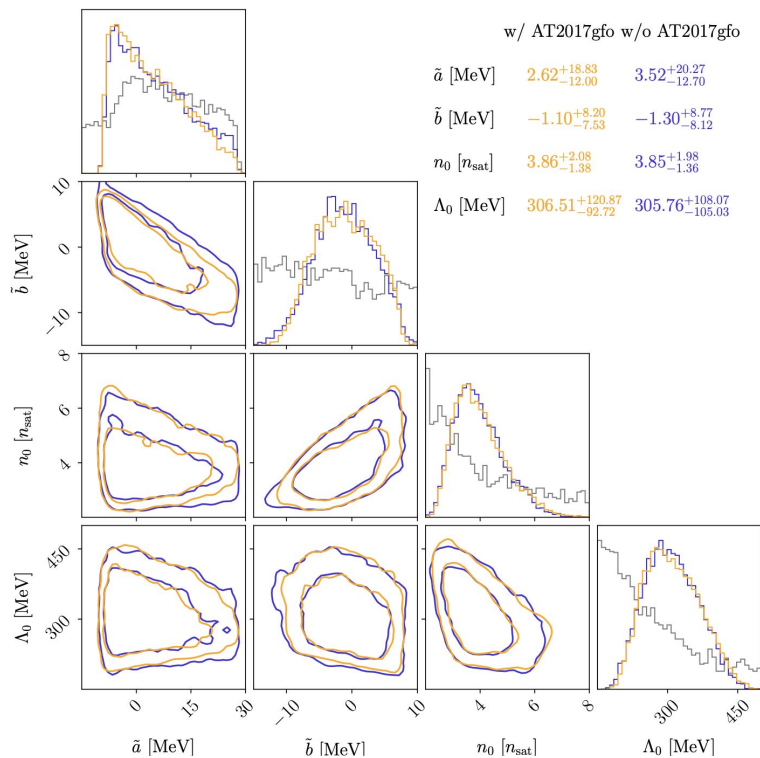 w/ AT2017gfo w/o AT2017gfo
ã [MeV] 2.62 +18.83 −12.00 3.52 +20.27 −12.70
b̃ [MeV] −1.10 +8.20 −7.53 −1.30 +8.77 −8.12
n₀ [n_sat] 3.86 +2.08 −1.38 3.85 +1.98 −1.36
Λ₀ [MeV] 306.51 +120.87 −92.72 305.76 +108.07 −105.03
10
0
−10
b̃ [MeV]
8
6
4
n₀ [n_sat]
450
300
Λ₀ [MeV]
0 15 30
−10 0 10
4 6 8
300 450
ã [MeV]
b̃ [MeV]
n₀ [n_sat]
Λ₀ [MeV]